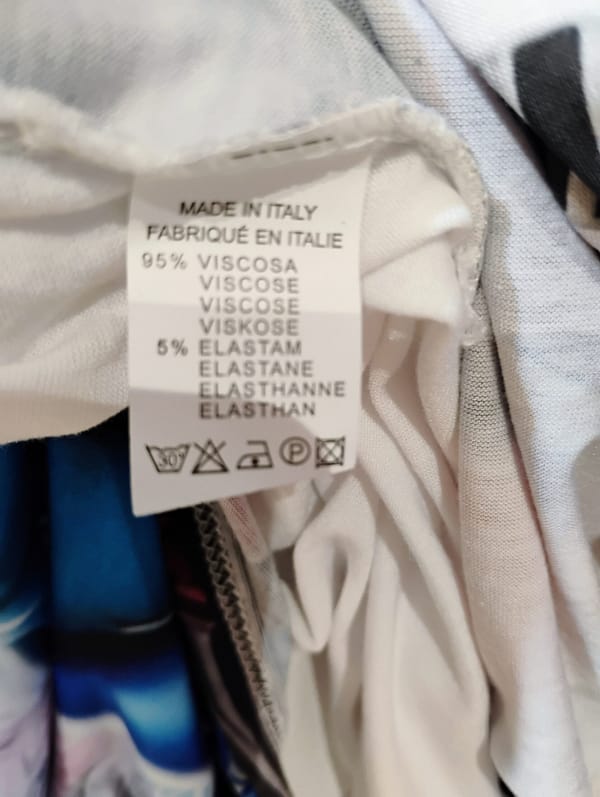 MADE IN ITALY
FABRIQUÉ EN ITALIE
95% VISCOSA
VISCOSE
VISCOSE
VISKOSE
5% ELASTAM
ELASTANE
ELASTHANNE
ELASTHAN
30° P